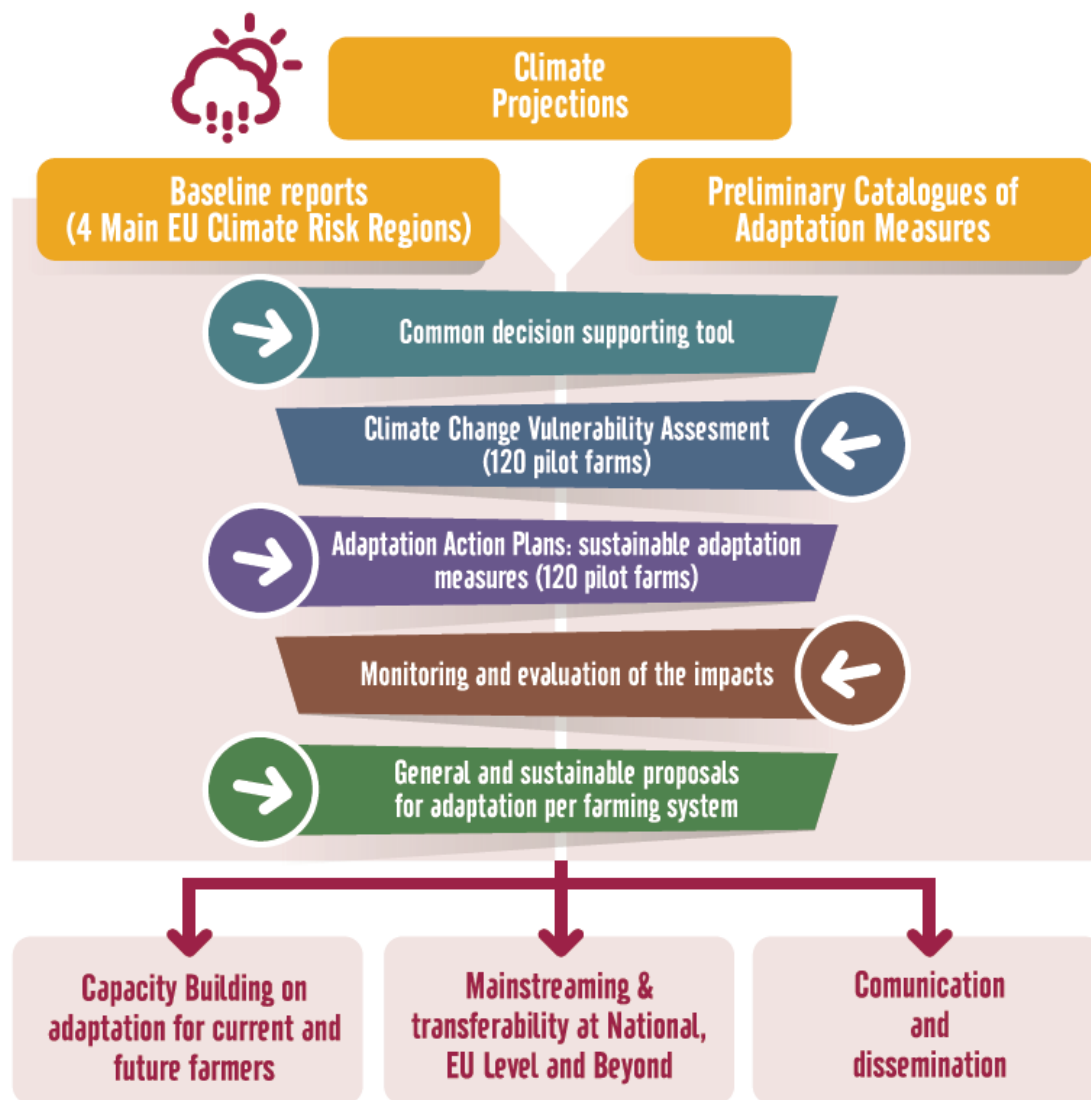 Climate
Projections
Baseline reports
(4 Main EU Climate Risk Regions)
Preliminary Catalogues of
Adaptation Measures
Common decision supporting tool
Climate Change Vulnerability Assesment
(120 pilot farms)
Adaptation Action Plans: sustainable adaptation
measures (120 pilot farms)
Monitoring and evaluation of the impacts
General and sustainable proposals
for adaptation per farming system
Capacity Building on
adaptation for current and
future farmers
Mainstreaming &
transferability at National,
EU Level and Beyond
Comunication
and
dissemination